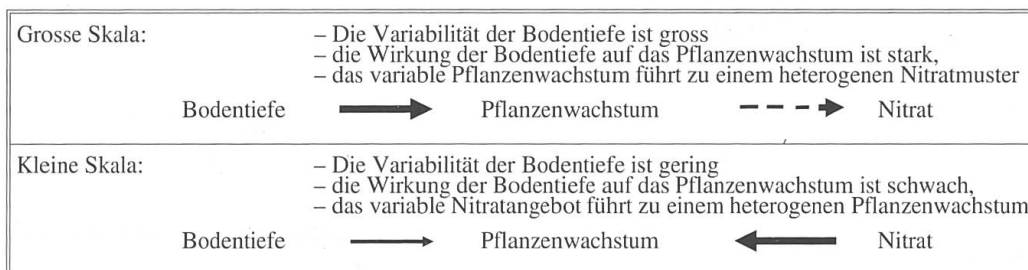 Grosse Skala: – Die Variabilität der Bodentiefe ist gross
– die Wirkung der Bodentiefe auf das Pflanzenwachstum ist stark,
– das variable Pflanzenwachstum führt zu einem heterogenen Nitratmuster
Bodentiefe Pflanzenwachstum Nitrat
Kleine Skala: – Die Variabilität der Bodentiefe ist gering
– die Wirkung der Bodentiefe auf das Pflanzenwachstum ist schwach,
– das variable Nitratangebot führt zu einem heterogenen Pflanzenwachstum
Bodentiefe Pflanzenwachstum Nitrat